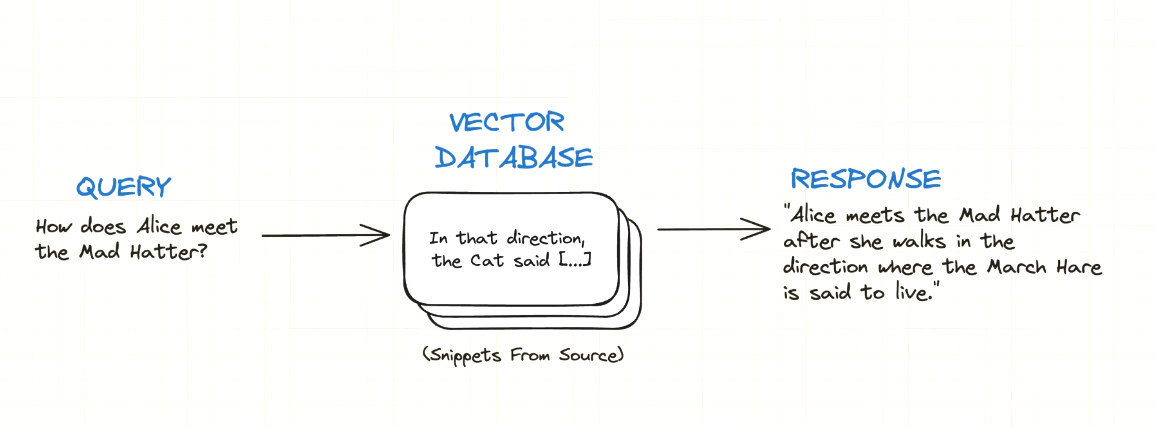 QUERY
How does Alice meet
the Mad Hatter?
VECTOR
DATABASE
In that direction,
the Cat said [...]
(Snippets From Source)
RESPONSE
"Alice meets the Mad Hatter
after she walks in the
direction where the March Hare
is said to live."